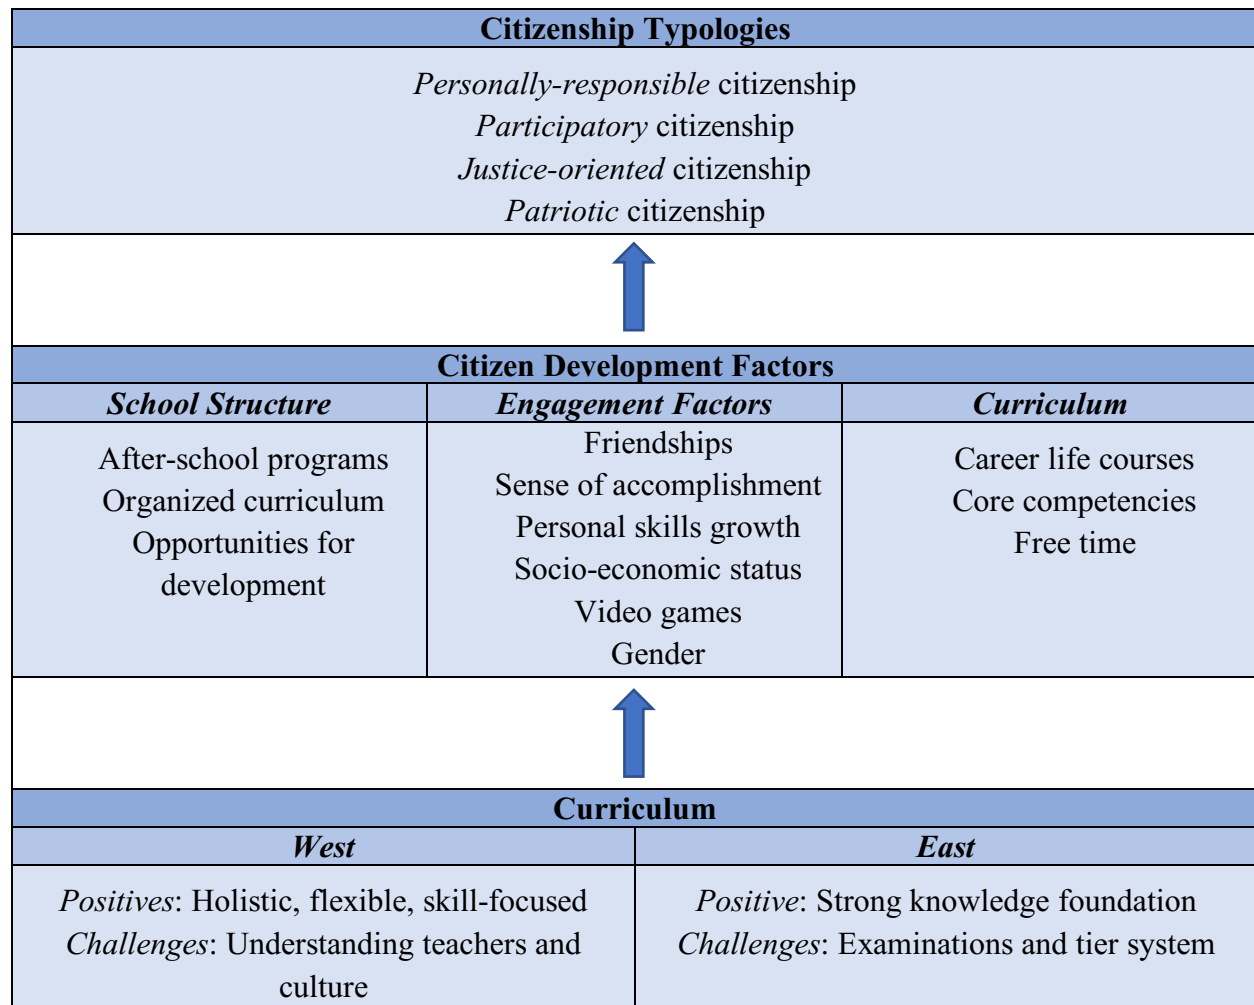 Citizenship Typologies
Personally-responsible citizenship
Participatory citizenship
Justice-oriented citizenship
Patriotic citizenship
Citizen Development Factors
School Structure
After-school programs
Organized curriculum
Opportunities for
development
Engagement Factors
Friendships
Sense of accomplishment
Personal skills growth
Socio-economic status
Video games
Gender
Curriculum
Career life courses
Core competencies
Free time
Curriculum
West
Positives: Holistic, flexible, skill-focused
Challenges: Understanding teachers and
culture
East
Positive: Strong knowledge foundation
Challenges: Examinations and tier system